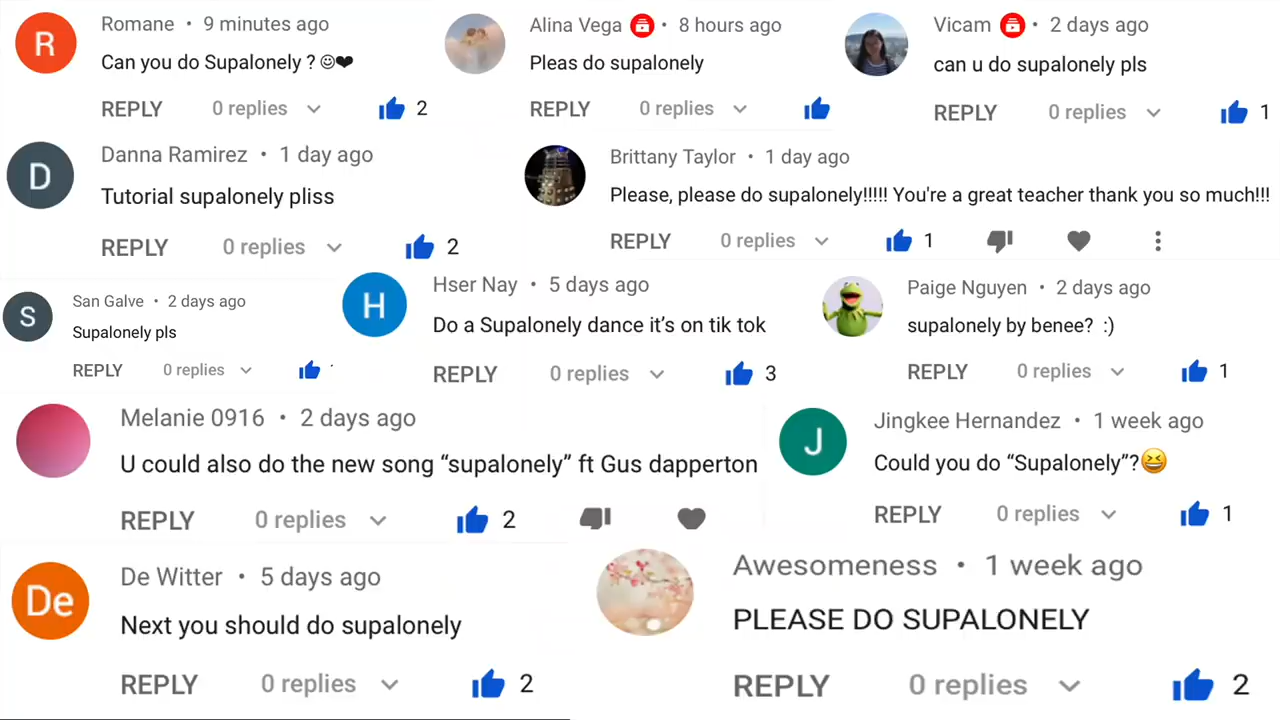 R
Romane • 9 minutes ago
Can you do Supalonely ? ☺❤
REPLY 0 replies 2
Alina Vega • 8 hours ago
Pleas do supalonely
REPLY 0 replies
Vicam • 2 days ago
can u do supalonely pls
REPLY 0 replies 1
D
Danna Ramirez • 1 day ago
Tutorial supalonely pliss
REPLY 0 replies 2
Brittany Taylor • 1 day ago
Please, please do supalonely!!!!! You're a great teacher thank you so much!!!
REPLY 0 replies 1
S
San Galve • 2 days ago
Supalonely pls
REPLY 0 replies
H
Hser Nay • 5 days ago
Do a Supalonely dance it’s on tik tok
REPLY 0 replies 3
Paige Nguyen • 2 days ago
supalonely by benee? :)
REPLY 0 replies 1
Melanie 0916 • 2 days ago
U could also do the new song “supalonely” ft Gus dapperton
REPLY 0 replies 2
J
Jingkee Hernandez • 1 week ago
Could you do “Supalonely”?😆
REPLY 0 replies 1
De
De Witter • 5 days ago
Next you should do supalonely
REPLY 0 replies 2
Awesomeness • 1 week ago
PLEASE DO SUPALONELY
REPLY 0 replies 2